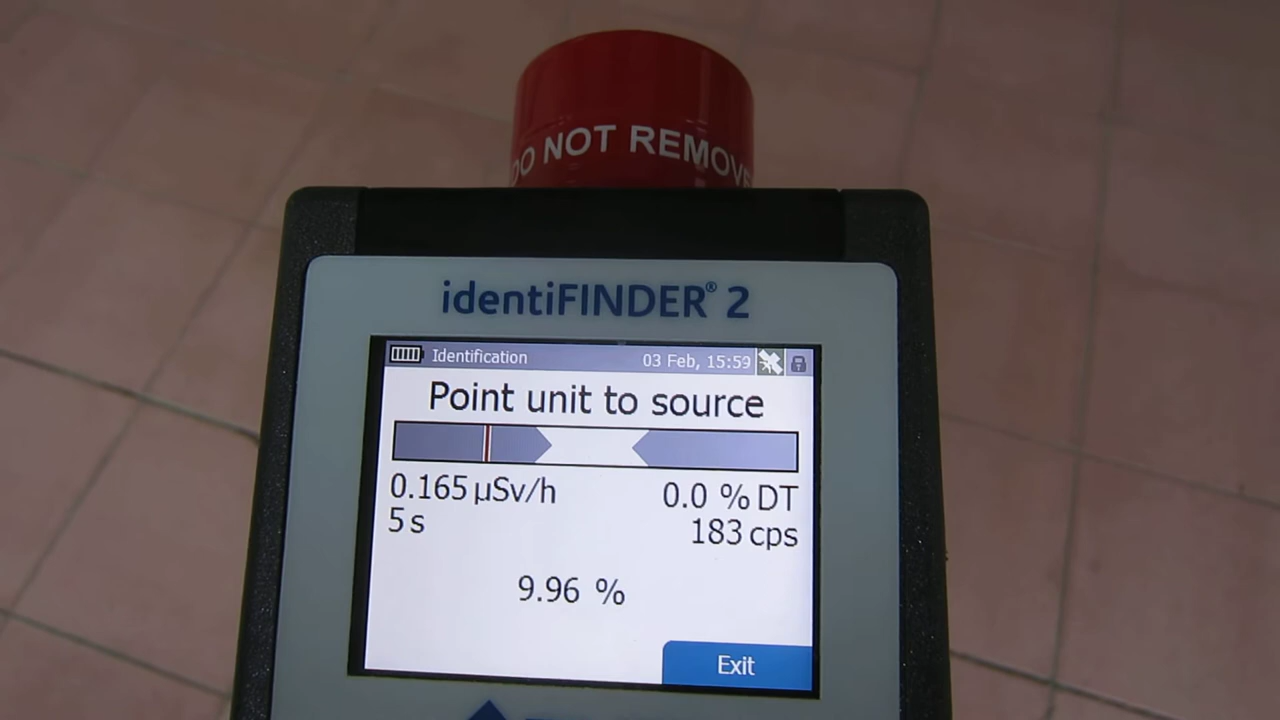 DO NOT REMOVE
identiFINDER® 2
Identification 03 Feb, 15:59
Point unit to source
0.165 µSv/h 0.0 % DT
5 s 183 cps
9.96 %
Exit